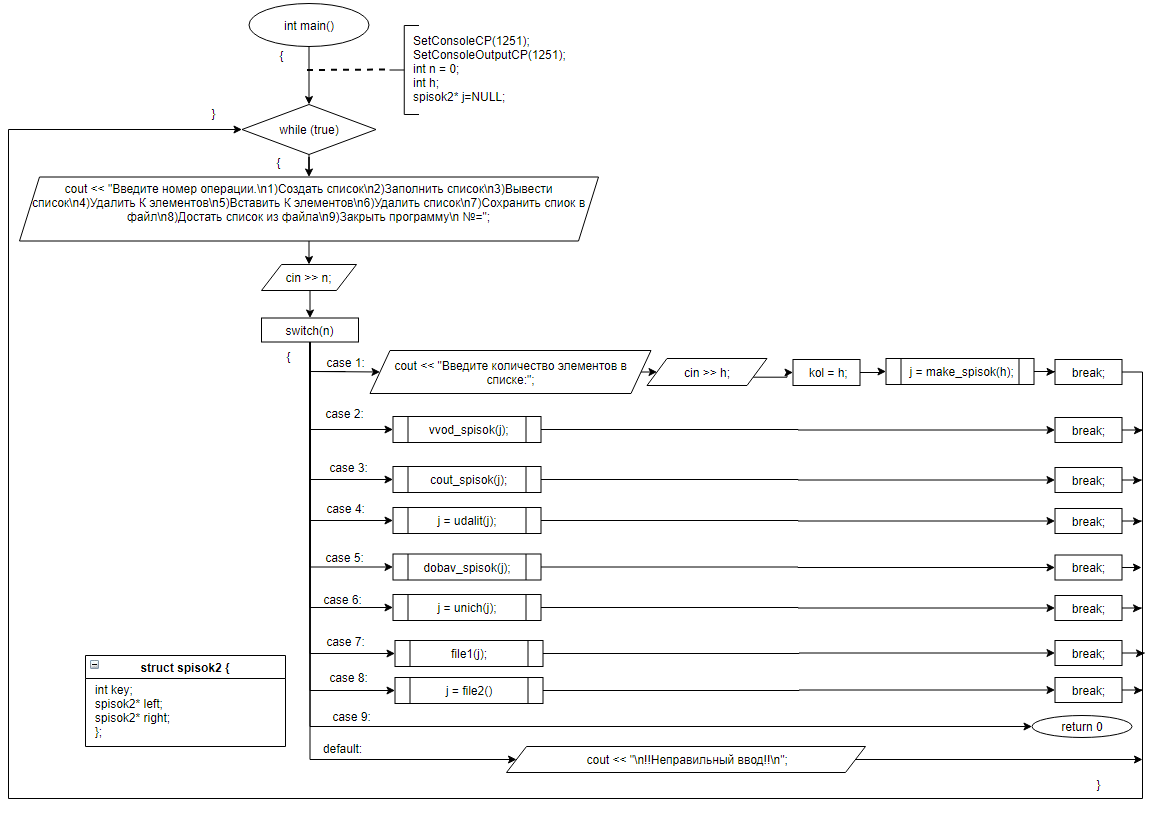 int main()
{
SetConsoleCP(1251);
SetConsoleOutputCP(1251);
int n = 0;
int h;
spisok2* j=NULL;
}
while (true)
{
cout << "Введите номер операции.\n1)Создать список\n2)Заполнить список\n3)Вывести
список\n4)Удалить К элементов\n5)Вставить К элементов\n6)Удалить список\n7)Сохранить спиок в
файл\n8)Достать список из файла\n9)Закрыть программу\n №=";
cin >> n;
switch(n)
{
case 1:
cout << "Введите количество элементов в
списке:";
cin >> h;
kol = h;
j = make_spisok(h);
break;
case 2:
vvod_spisok(j);
break;
case 3:
cout_spisok(j);
break;
case 4:
j = udalit(j);
break;
case 5:
dobav_spisok(j);
break;
case 6:
j = unich(j);
break;
case 7:
file1(j);
break;
case 8:
j = file2()
break;
case 9:
return 0
default:
cout << "\n!!Неправильный ввод!!\n";
}
struct spisok2 {
int key;
spisok2* left;
spisok2* right;
};